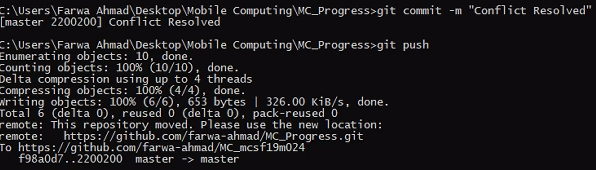 C:\Users\Farwa Ahmad\Desktop\Mobile Computing\MC_Progress>git commit -m "Conflict Resolved"
[master 2200200] Conflict Resolved
C:\Users\Farwa Ahmad\Desktop\Mobile Computing\MC_Progress>git push
Enumerating objects: 10, done.
Counting objects: 100% (10/10), done.
Delta compression using up to 4 threads
Compressing objects: 100% (4/4), done.
Writing objects: 100% (6/6), 653 bytes | 326.00 KiB/s, done.
Total 6 (delta 0), reused 0 (delta 0), pack-reused 0
remote: This repository moved. Please use the new location:
remote:   https://github.com/farwa-ahmad/MC_Progress.git
To https://github.com/farwa-ahmad/MC_mcsf19m024
   f98a0d7..2200200  master -> master